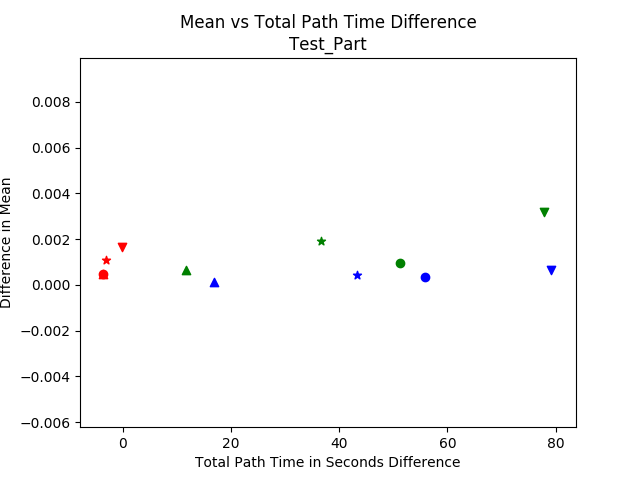 Mean vs Total Path Time Difference
Test_Part
Difference in Mean
0.008
0.006
0.004
0.002
0.000
−0.002
−0.004
−0.006
0 20 40 60 80
Total Path Time in Seconds Difference